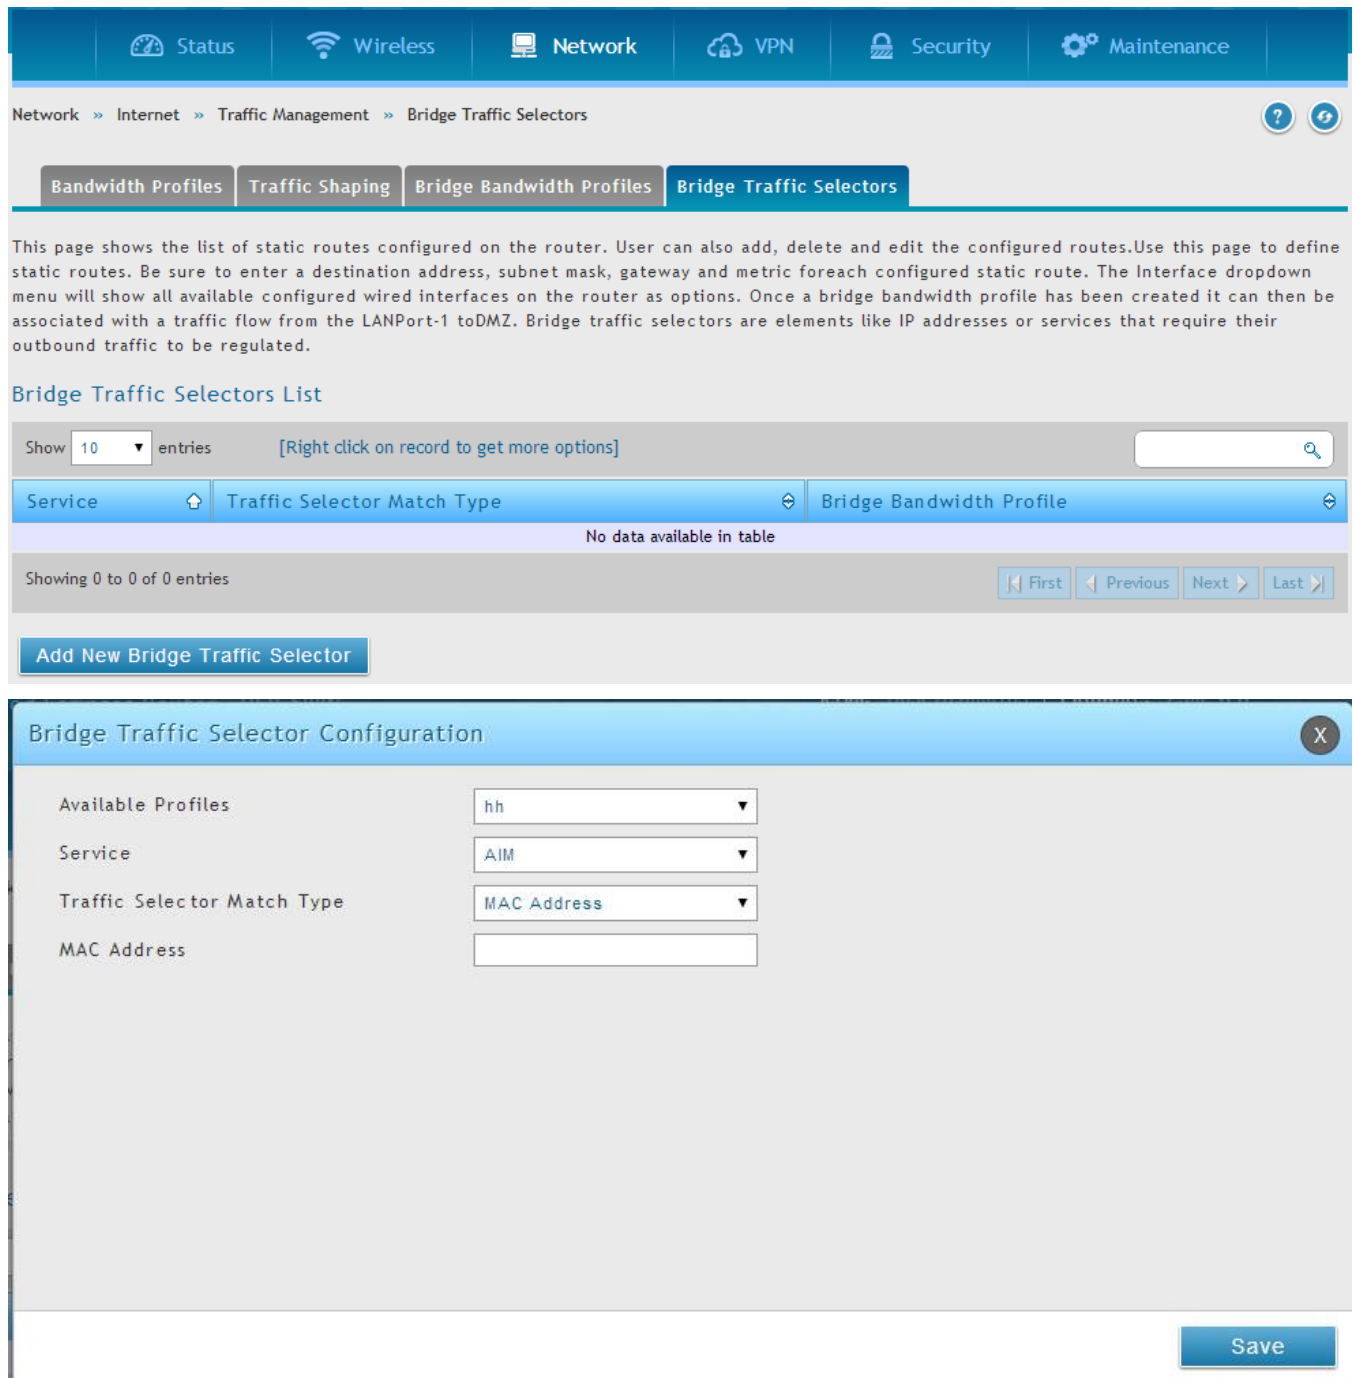 Status Wireless Network VPN Security Maintenance
Network » Internet » Traffic Management » Bridge Traffic Selectors ?
Bandwidth Profiles Traffic Shaping Bridge Bandwidth Profiles Bridge Traffic Selectors
This page shows the list of static routes configured on the router. User can also add, delete and edit the configured routes.Use this page to define
static routes. Be sure to enter a destination address, subnet mask, gateway and metric foreach configured static route. The Interface dropdown
menu will show all available configured wired interfaces on the router as options. Once a bridge bandwidth profile has been created it can then be
associated with a traffic flow from the LANPort-1 toDMZ. Bridge traffic selectors are elements like IP addresses or services that require their
outbound traffic to be regulated.
Bridge Traffic Selectors List
Show 10 entries [Right click on record to get more options]
Service Traffic Selector Match Type Bridge Bandwidth Profile
No data available in table
Showing 0 to 0 of 0 entries First Previous Next Last
Add New Bridge Traffic Selector
Bridge Traffic Selector Configuration X
Available Profiles hh
Service AIM
Traffic Selector Match Type MAC Address
MAC Address
Save